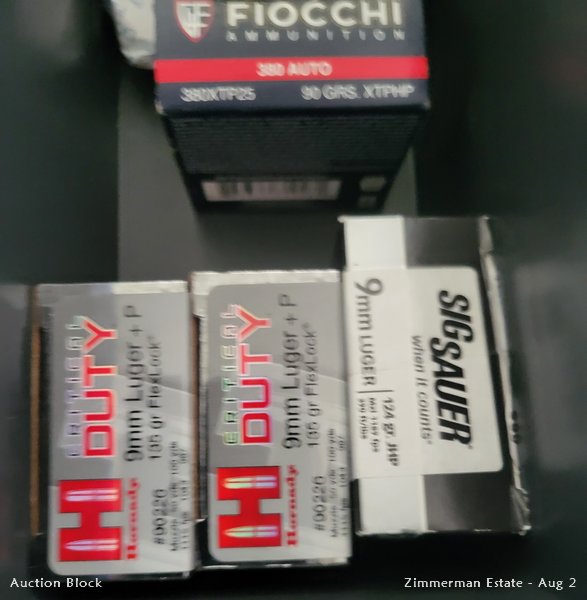 FIOCCHI
AMMUNITION
380 AUTO
380XTP25
90 GRS. XTPHP
CRITICAL
DUTY
9mm Luger + P
135 gr FlexLock®
H
Hornady
#90226
CRITICAL
DUTY
9mm Luger + P
135 gr FlexLock®
H
Hornady
#90226
SIG SAUER
when it counts®
9mm LUGER
124 gr. JHP
Auction Block
Zimmerman Estate - Aug 2